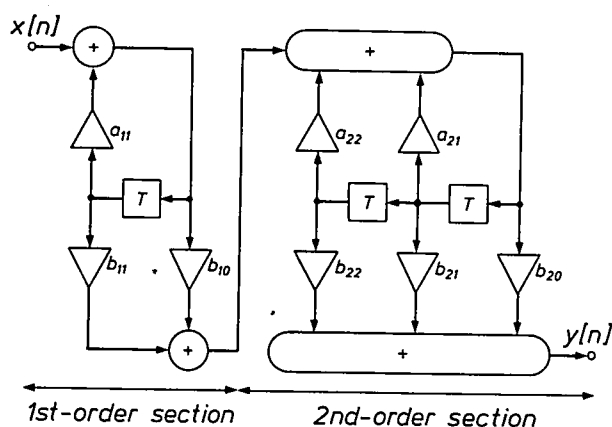 x[n]
+
+
a₁₁
a₂₂
a₂₁
T
T
T
b₁₁
b₁₀
b₂₂
b₂₁
b₂₀
+
+
y[n]
1st-order section
2nd-order section